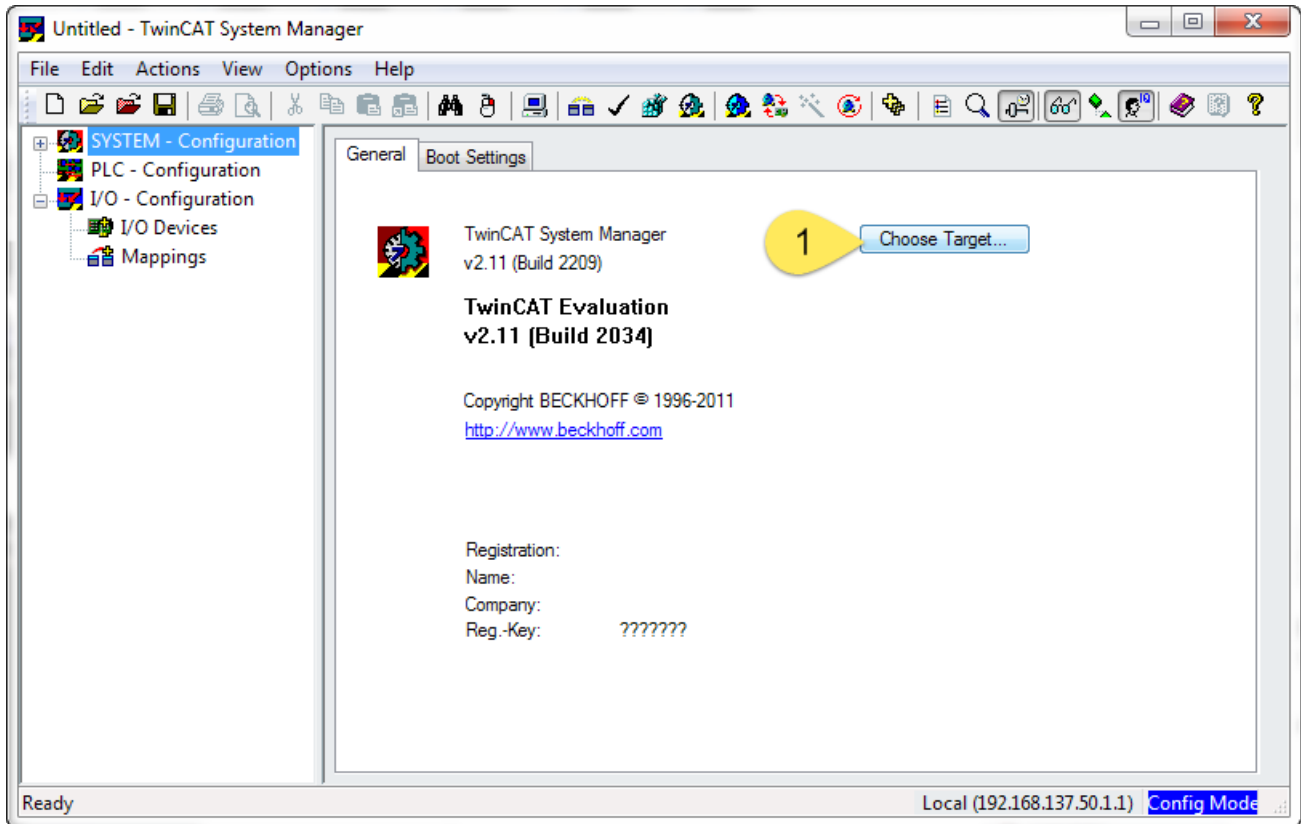 Untitled - TwinCAT System Manager
File Edit Actions View Options Help
SYSTEM - Configuration
PLC - Configuration
I/O - Configuration
I/O Devices
Mappings
General Boot Settings
TwinCAT System Manager
v2.11 (Build 2209)
1
Choose Target...
TwinCAT Evaluation
v2.11 (Build 2034)
Copyright BECKHOFF © 1996-2011
http://www.beckhoff.com
Registration:
Name:
Company:
Reg.-Key: ???????
Ready
Local (192.168.137.50.1.1) Config Mode